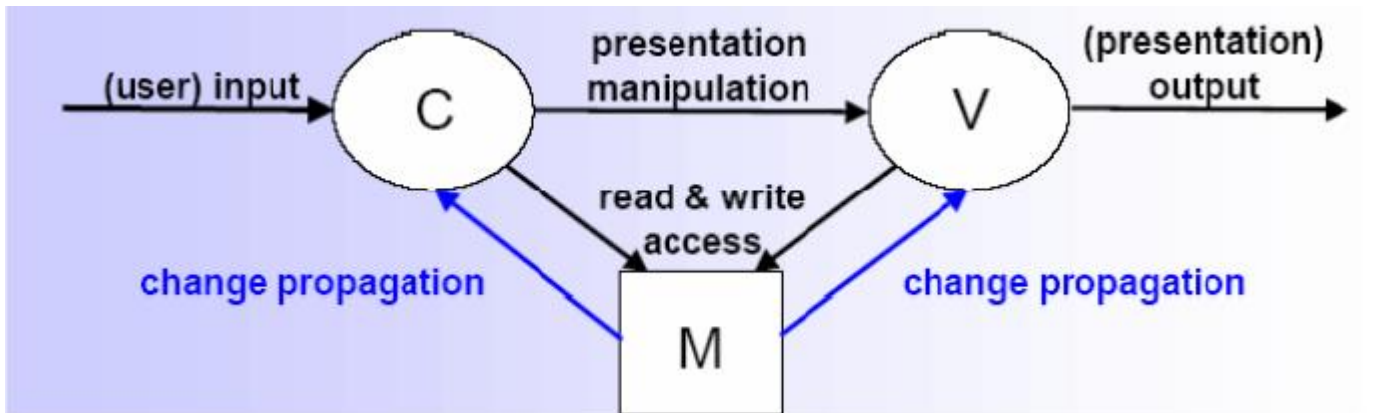 (user) input
C
presentation
manipulation
V
(presentation)
output
read & write
access
change propagation
change propagation
M